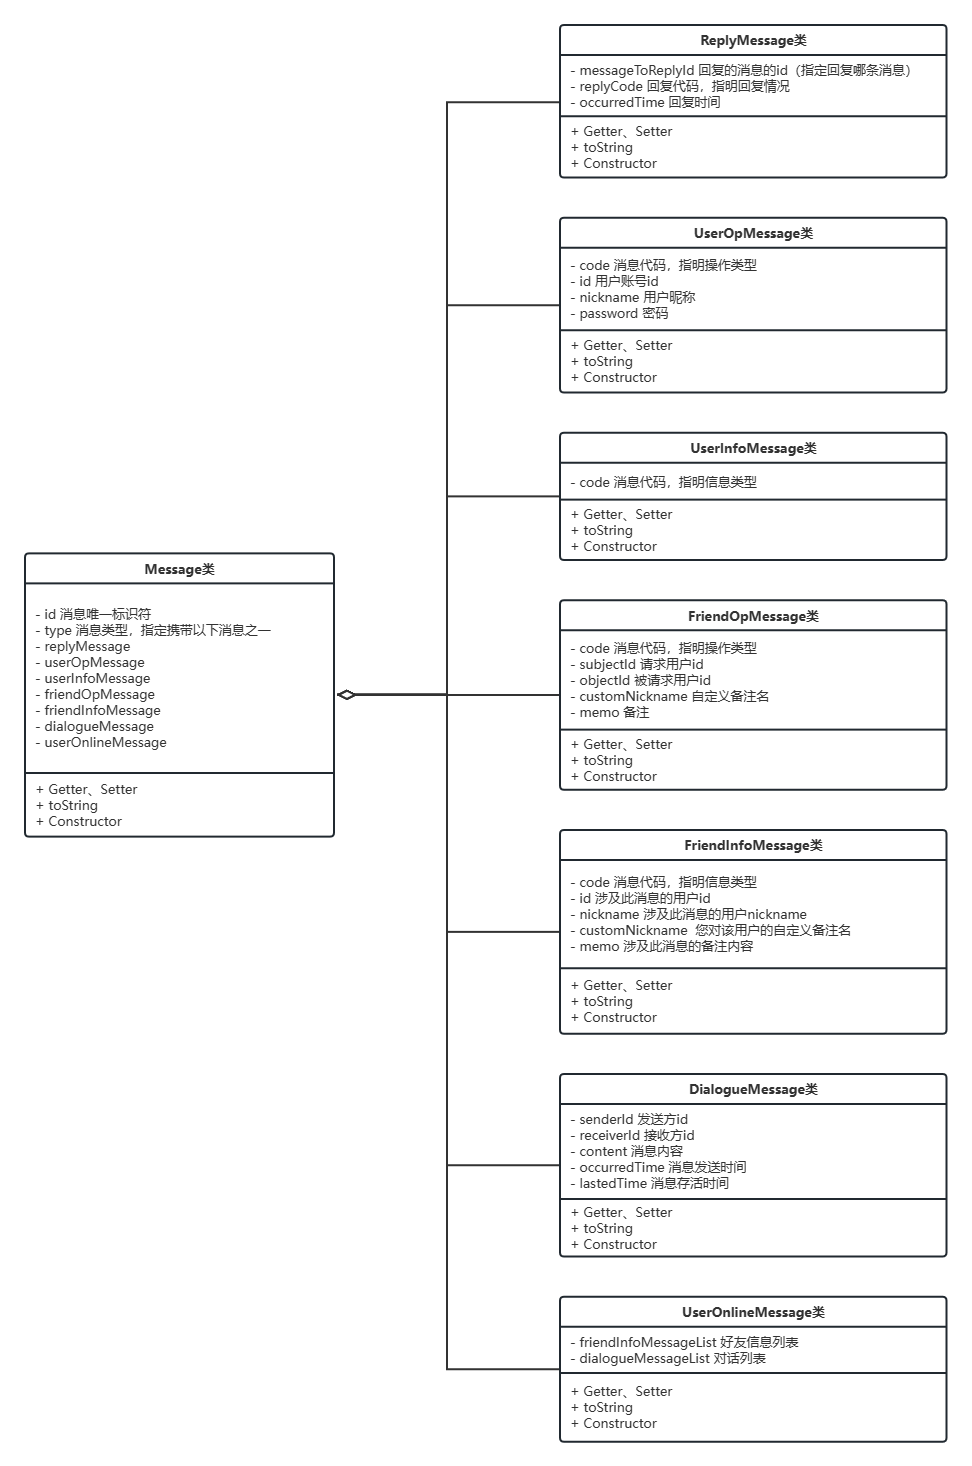 ReplyMessage类
- messageToReplyId 回复的消息的id（指定回复哪条消息）
- replyCode 回复代码，指明回复情况
- occurredTime 回复时间
+ Getter、Setter
+ toString
+ Constructor
UserOpMessage类
- code 消息代码，指明操作类型
- id 用户账号id
- nickname 用户昵称
- password 密码
+ Getter、Setter
+ toString
+ Constructor
UserInfoMessage类
- code 消息代码，指明信息类型
+ Getter、Setter
+ toString
+ Constructor
Message类
- id 消息唯一标识符
- type 消息类型，指定携带以下消息之一
- replyMessage
- userOpMessage
- userInfoMessage
- friendOpMessage
- friendInfoMessage
- dialogueMessage
- userOnlineMessage
+ Getter、Setter
+ toString
+ Constructor
FriendOpMessage类
- code 消息代码，指明操作类型
- subjectId 请求用户id
- objectId 被请求用户id
- customNickname 自定义备注名
- memo 备注
+ Getter、Setter
+ toString
+ Constructor
FriendInfoMessage类
- code 消息代码，指明信息类型
- id 涉及此消息的用户id
- nickname 涉及此消息的用户nickname
- customNickname  您对该用户的自定义备注名
- memo 涉及此消息的备注内容
+ Getter、Setter
+ toString
+ Constructor
DialogueMessage类
- senderId 发送方id
- receiverId 接收方id
- content 消息内容
- occurredTime 消息发送时间
- lastedTime 消息存活时间
+ Getter、Setter
+ toString
+ Constructor
UserOnlineMessage类
- friendInfoMessageList 好友信息列表
- dialogueMessageList 对话列表
+ Getter、Setter
+ toString
+ Constructor